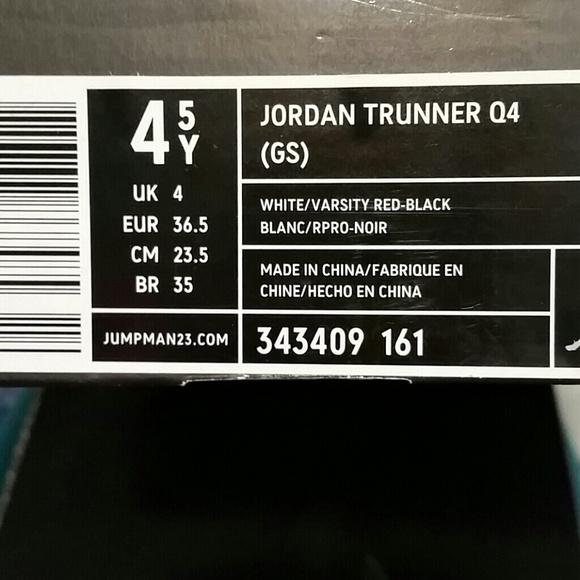 4 5
Y
UK 4
EUR 36.5
CM 23.5
BR 35
JUMPMAN23.COM
JORDAN TRUNNER Q4
(GS)
WHITE/VARSITY RED-BLACK
BLANC/RPRO-NOIR
MADE IN CHINA/FABRIQUE EN
CHINE/HECHO EN CHINA
343409 161